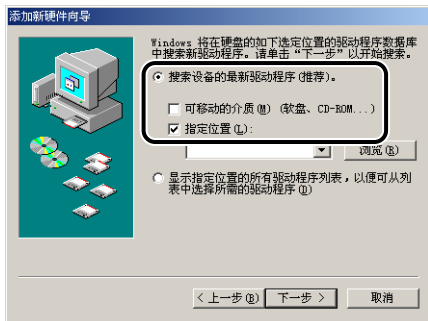 添加新硬件向导
Windows 将在硬盘的如下选定位置的驱动程序数据库
中搜索新驱动程序。请单击“下一步”以开始搜索。
搜索设备的最新驱动程序(推荐)。
可移动的介质(M) (软盘、CD-ROM...)
指定位置(L):
浏览(R)
显示指定位置的所有驱动程序列表，以便可从列
表中选择所需的驱动程序(D)
< 上一步(B) 下一步 > 取消